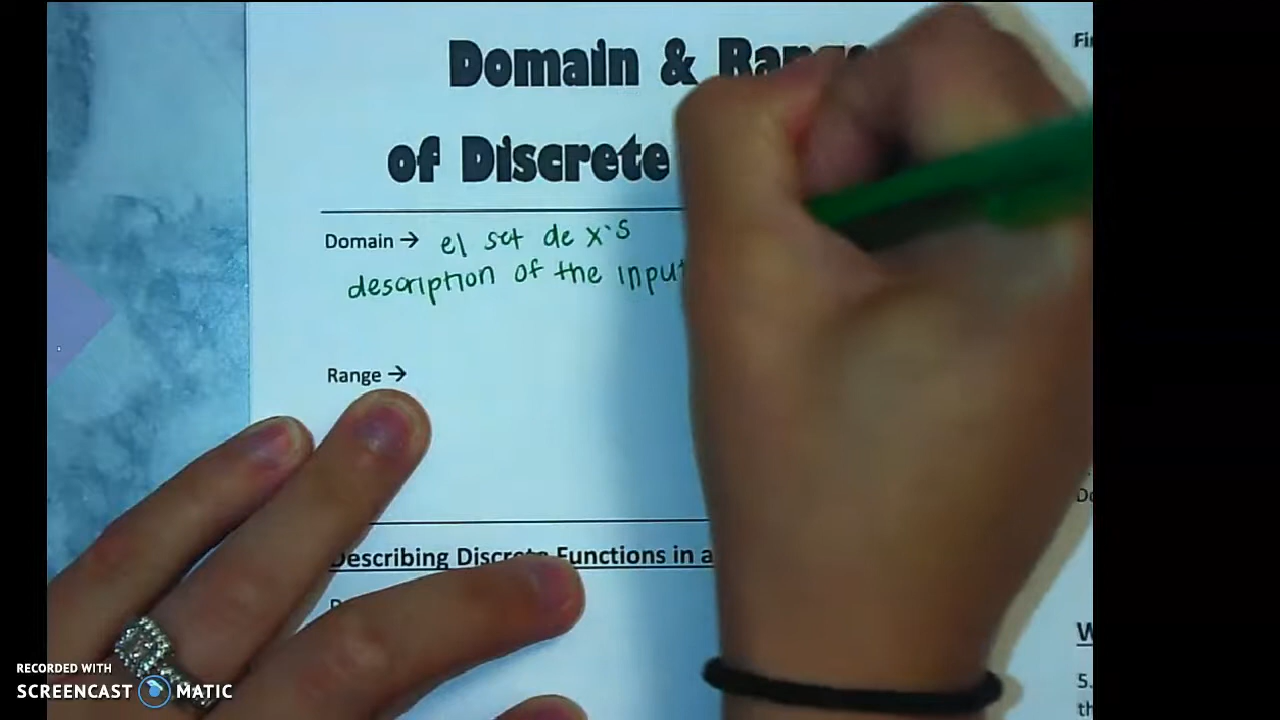 Domain &
of Discrete
Domain → el set de x's
description of the input
Range →
Describing Discrete Functions in a
5.
RECORDED WITH
SCREENCAST MATIC